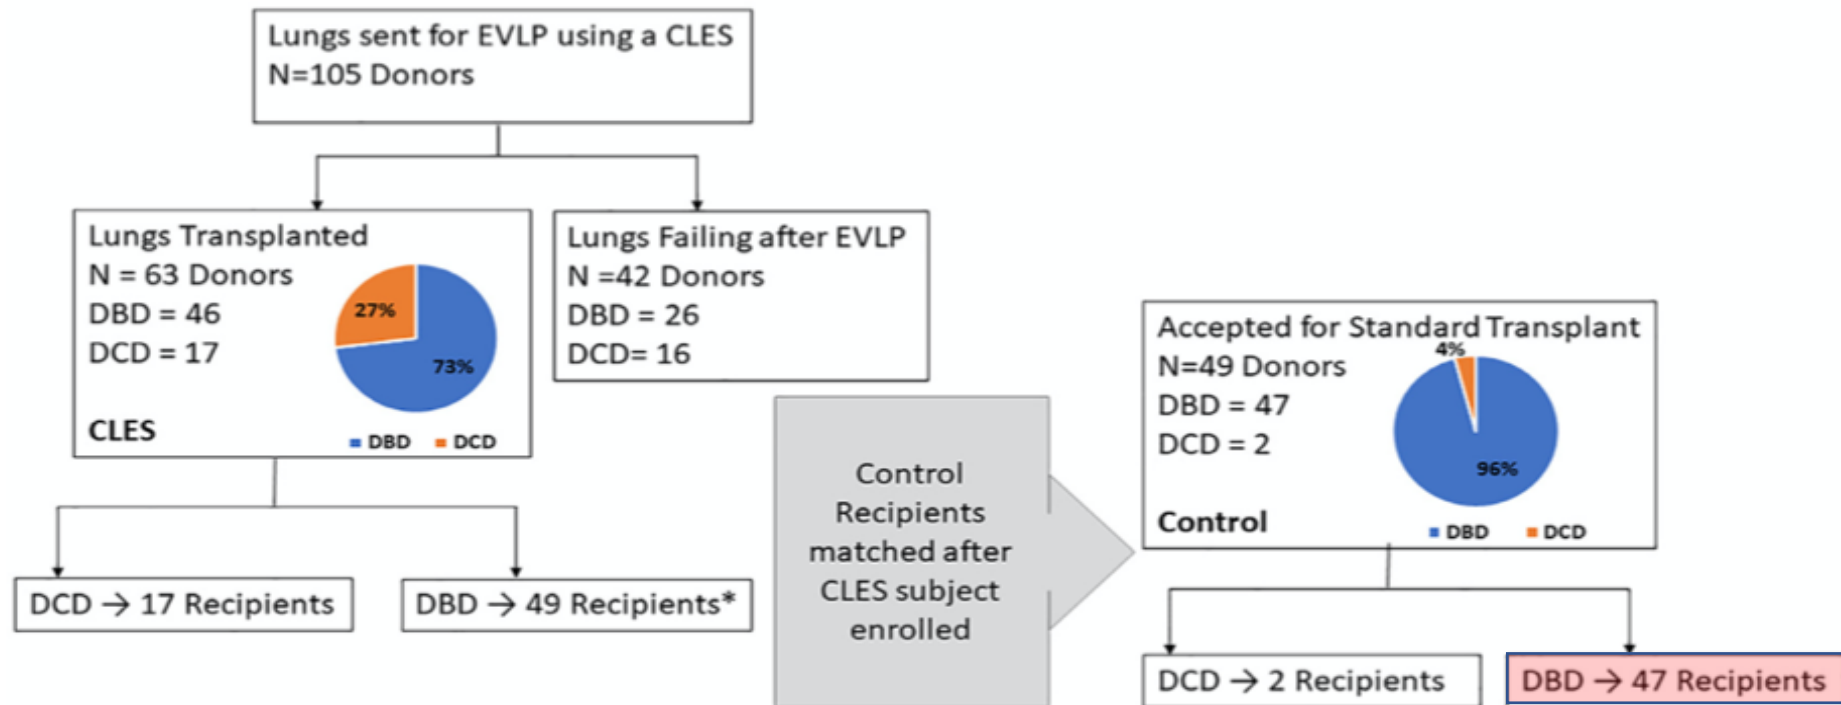 Lungs sent for EVLP using a CLES
N=105 Donors
Lungs Transplanted
N = 63 Donors
DBD = 46
DCD = 17
CLES
27%
73%
DBD DCD
Lungs Failing after EVLP
N =42 Donors
DBD = 26
DCD= 16
DCD → 17 Recipients
DBD → 49 Recipients*
Control
Recipients
matched after
CLES subject
enrolled
Accepted for Standard Transplant
N=49 Donors
DBD = 47
DCD = 2
Control
4%
96%
DBD DCD
DCD → 2 Recipients
DBD → 47 Recipients